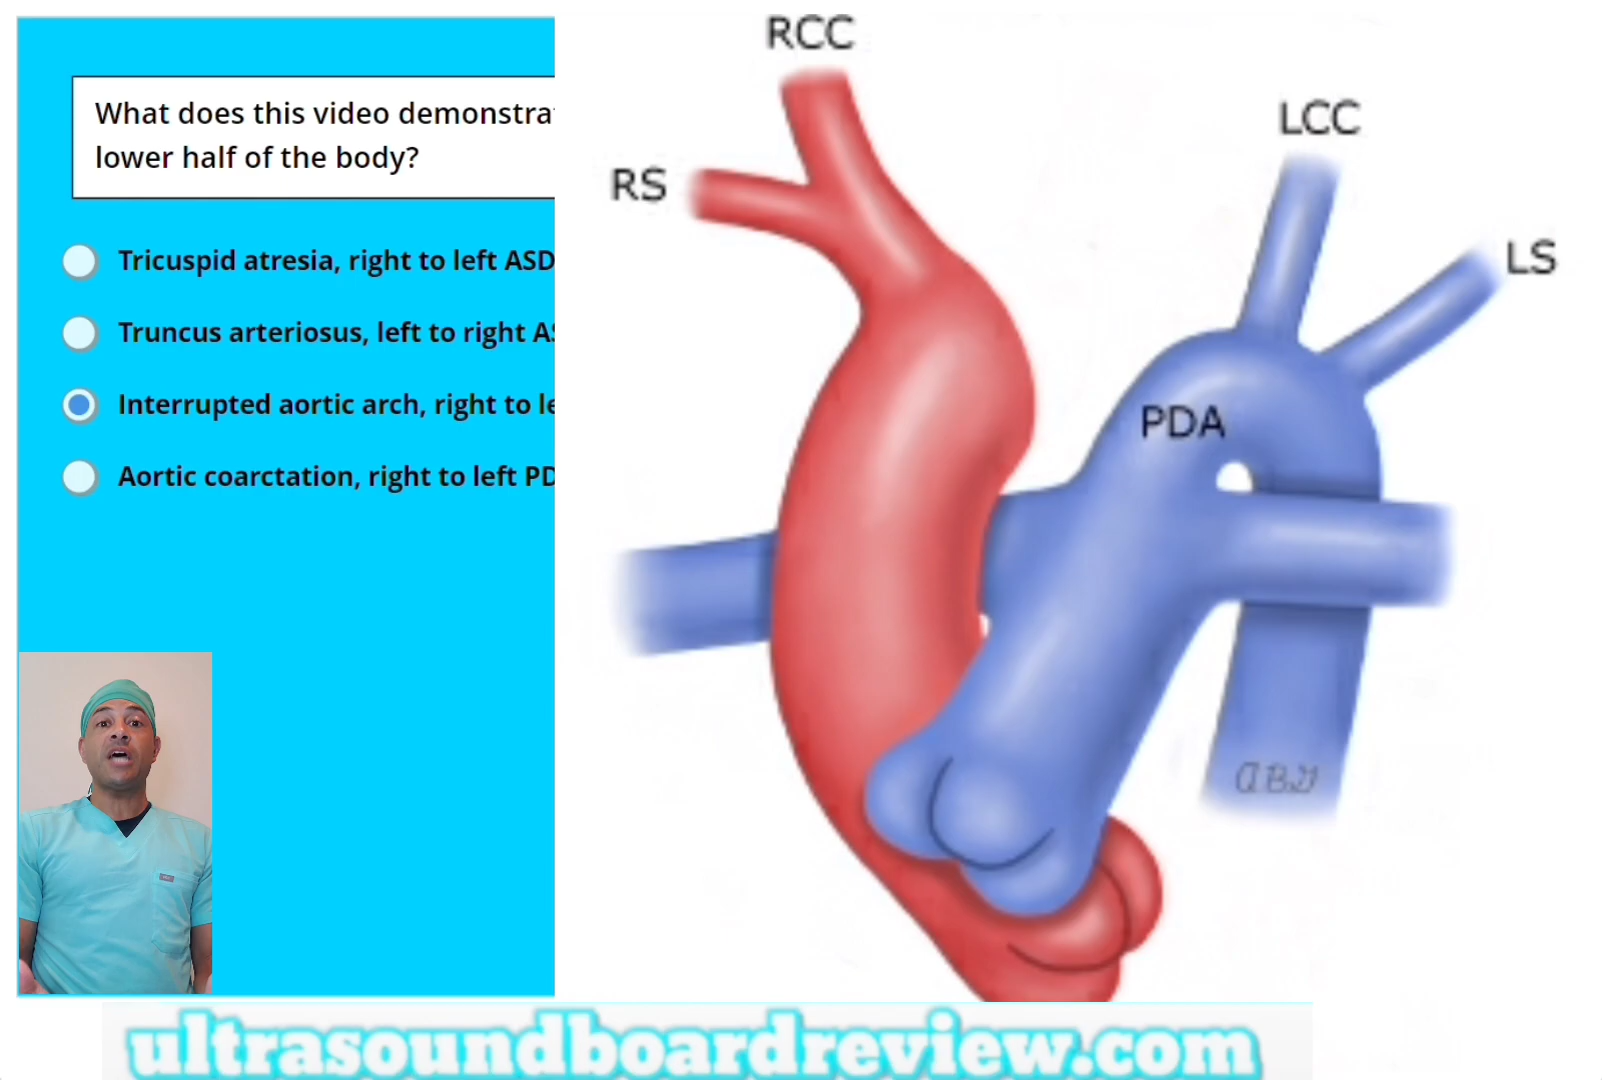 What does this video demonstra
lower half of the body?
Tricuspid atresia, right to left ASD
Truncus arteriosus, left to right AS
Interrupted aortic arch, right to le
Aortic coarctation, right to left PD
RCC
RS
LCC
LS
PDA
ultrasoundboardreview.com